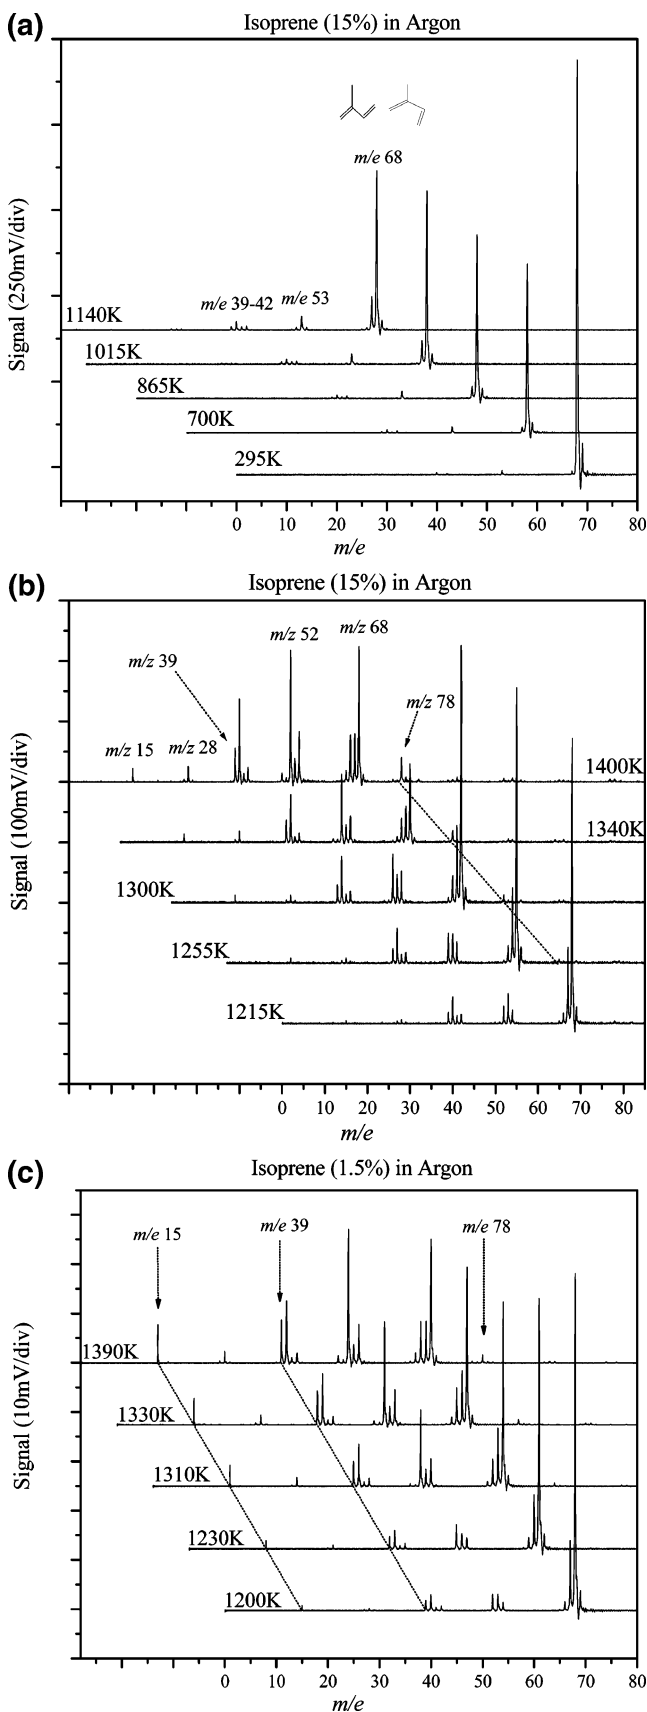 (a)
Isoprene (15%) in Argon
Signal (250mV/div)
m/e 68
m/e 39-42
m/e 53
1140K
1015K
865K
700K
295K
0 10 20 30 40 50 60 70 80
m/e
(b)
Isoprene (15%) in Argon
Signal (100mV/div)
m/z 52
m/z 68
m/z 39
m/z 78
m/z 15
m/z 28
1400K
1340K
1300K
1255K
1215K
0 10 20 30 40 50 60 70 80
m/e
(c)
Isoprene (1.5%) in Argon
Signal (10mV/div)
m/e 15
m/e 39
m/e 78
1390K
1330K
1310K
1230K
1200K
0 10 20 30 40 50 60 70 80
m/e